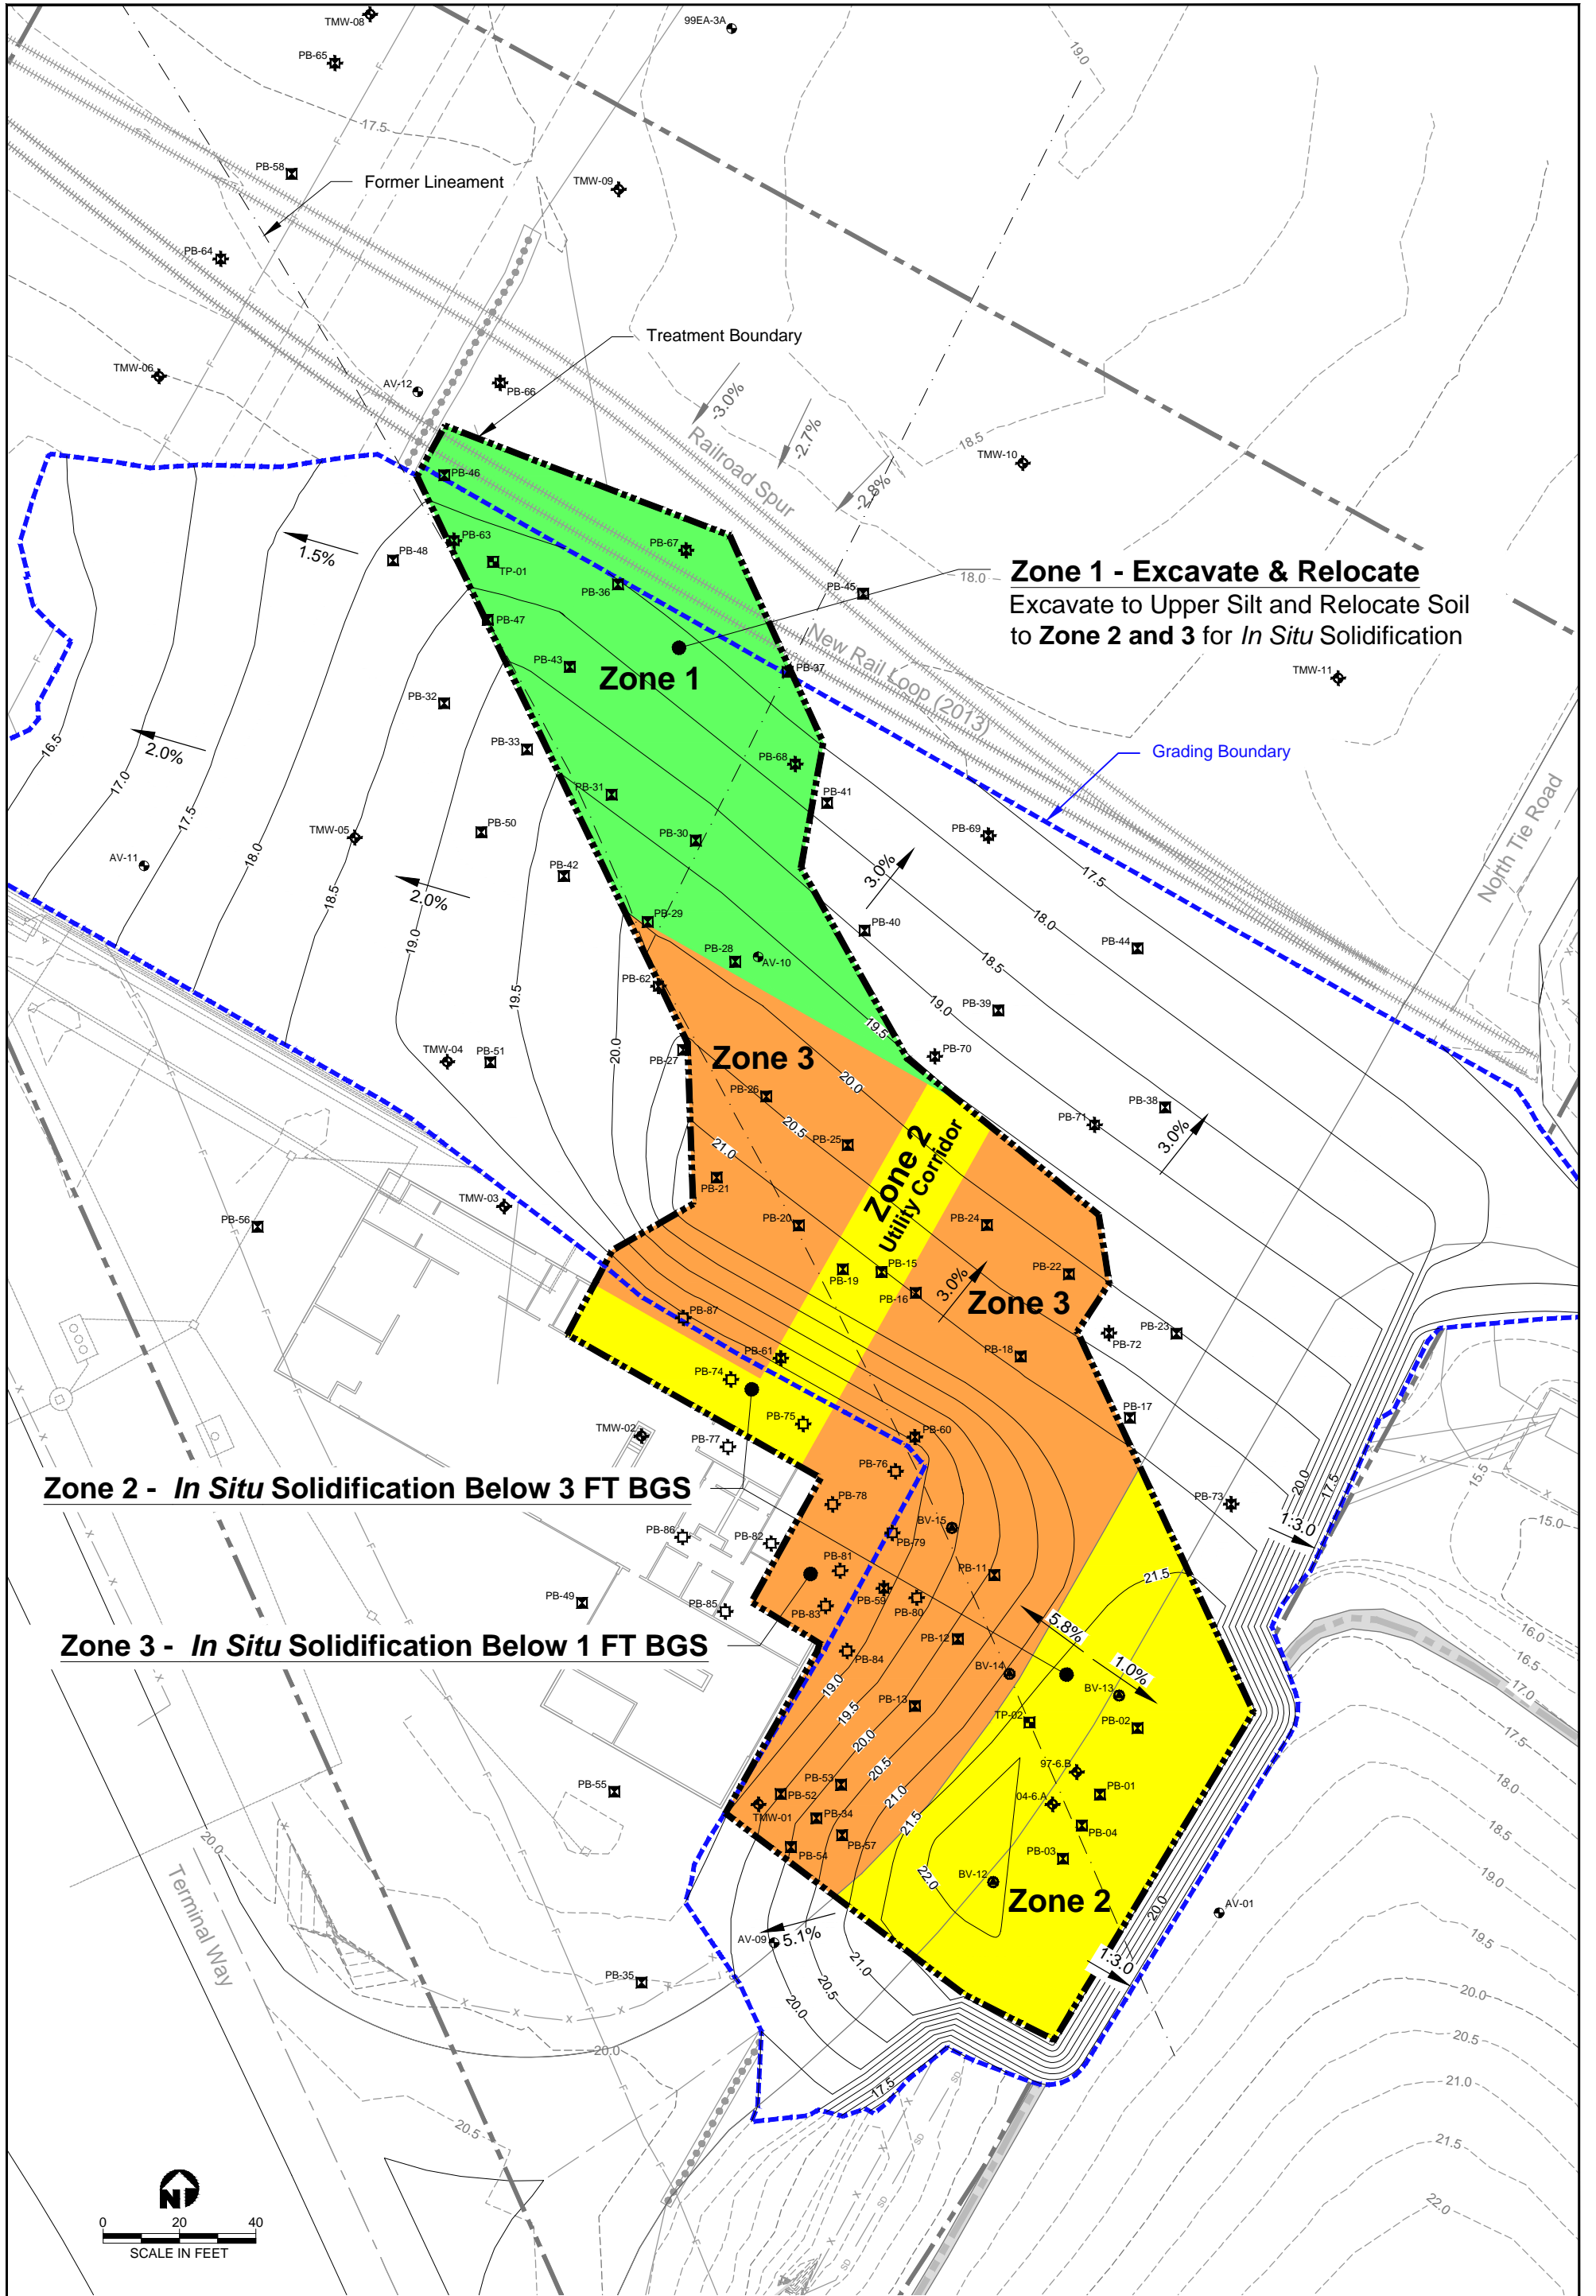 TMW-08
99EA-3A
PB-65
19.0
17.5
PB-58
Former Lineament
TMW-09
PB-64
Treatment Boundary
TMW-06
AV-12
PB-66
-3.0%
-2.7%
Railroad Spur
18.5
TMW-10
-2.8%
PB-46
PB-63
PB-67
1.5%
PB-48
TP-01
PB-36
PB-45
18.0
Zone 1 - Excavate & Relocate
Excavate to Upper Silt and Relocate Soil
to Zone 2 and 3 for In Situ Solidification
PB-47
New Rail Loop (2013)
PB-43
Zone 1
PB-37
TMW-11
PB-32
16.5
2.0%
PB-33
Grading Boundary
17.0
PB-68
PB-31
PB-41
North Tie Road
17.5
TMW-05
PB-50
PB-30
PB-69
AV-11
18.0
PB-42
3.0%
17.5
18.5
2.0%
PB-29
PB-40
18.0
19.0
PB-28
AV-10
PB-44
18.5
PB-62
19.5
19.0
PB-39
19.5
20.0
TMW-04
PB-51
PB-27
Zone 3
PB-70
20.0
PB-26
PB-38
20.5
PB-71
3.0%
21.0
PB-25
Zone 2
Utility Corridor
PB-21
TMW-03
PB-56
PB-20
PB-24
PB-19
PB-15
PB-22
PB-16
3.0%
Zone 3
PB-87
PB-72
PB-23
PB-61
PB-18
PB-74
PB-17
PB-75
TMW-02
PB-60
PB-77
PB-76
15.5
20.0
17.5
Zone 2 - In Situ Solidification Below 3 FT BGS
PB-78
PB-73
15.0
1:3.0
BV-15
PB-86
PB-82
PB-79
PB-81
PB-11
21.5
PB-49
PB-85
PB-83
PB-59
PB-80
5.8%
16.0
Zone 3 - In Situ Solidification Below 1 FT BGS
PB-12
PB-84
BV-14
1.0%
16.5
19.0
BV-13
17.0
19.5
PB-13
TP-02
PB-02
17.5
20.0
97-6.B
18.0
20.5
PB-53
PB-55
PB-52
PB-01
21.0
04-6.A
TMW-01
PB-34
21.5
PB-04
18.5
20.0
PB-57
PB-54
PB-03
22.0
BV-12
19.0
Zone 2
20.0
AV-01
Terminal Way
5.1%
AV-09
19.5
21.0
1:3.0
PB-35
20.5
20.0
20.0
20.5
20.0
17.5
21.0
20.5
21.5
22.0
N
0 20 40
SCALE IN FEET